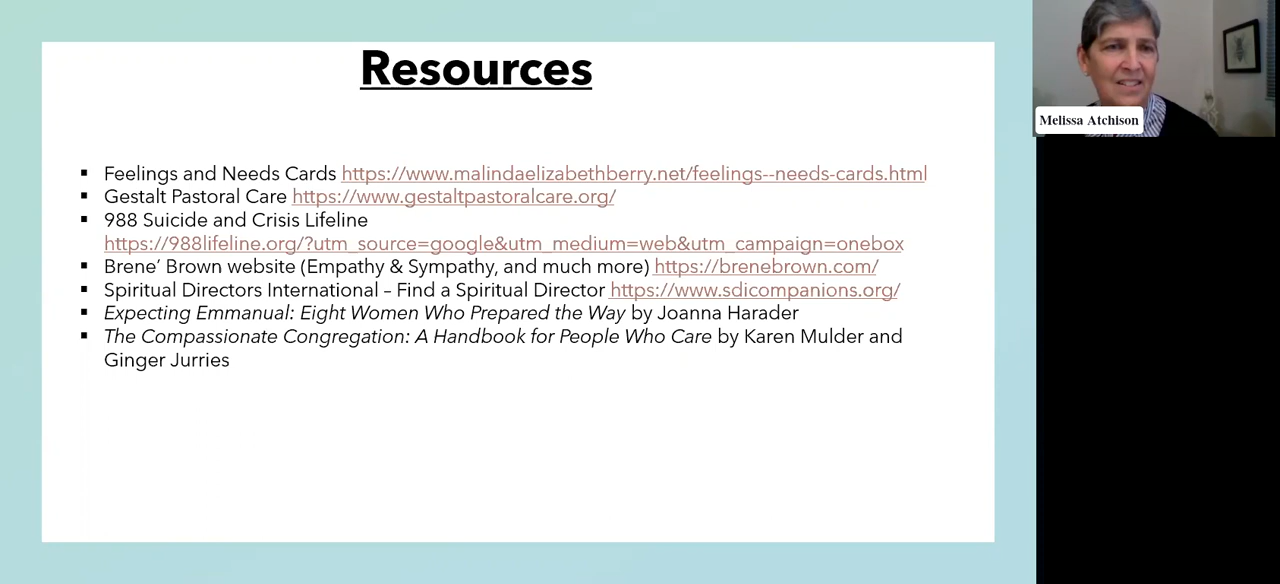 Resources
Feelings and Needs Cards https://www.malindaelizabethberry.net/feelings--needs-cards.html
Gestalt Pastoral Care https://www.gestaltpastoralcare.org/
988 Suicide and Crisis Lifeline
https://988lifeline.org/?utm_source=google&utm_medium=web&utm_campaign=onebox
Brene’ Brown website (Empathy & Sympathy, and much more) https://brenebrown.com/
Spiritual Directors International – Find a Spiritual Director https://www.sdicompanions.org/
Expecting Emmanual: Eight Women Who Prepared the Way by Joanna Harader
The Compassionate Congregation: A Handbook for People Who Care by Karen Mulder and
Ginger Jurries
Melissa Atchison